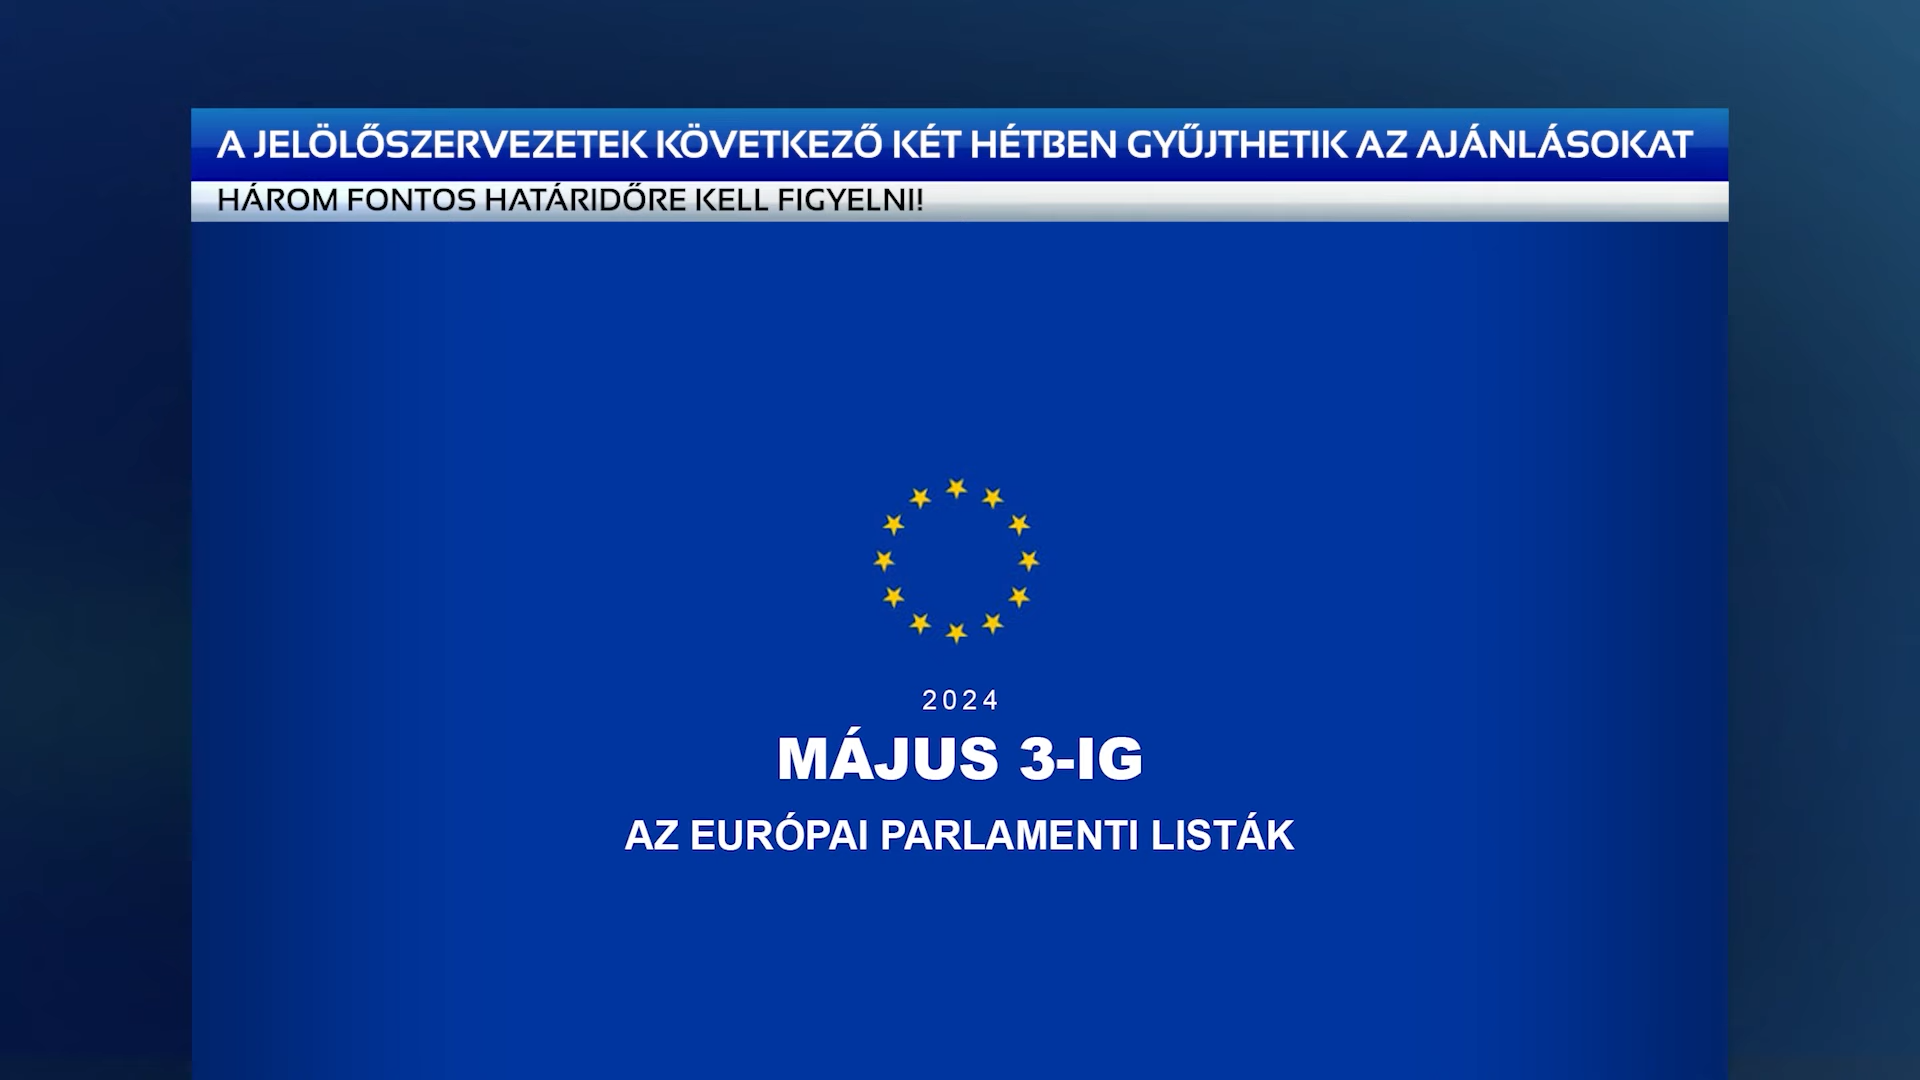 A JELÖLŐSZERVEZETEK KÖVETKEZŐ KÉT HÉTBEN GYŰJTHETIK AZ AJÁNLÁSOKAT
HÁROM FONTOS HATÁRIDŐRE KELL FIGYELNI!
2024
MÁJUS 3-IG
AZ EURÓPAI PARLAMENTI LISTÁK